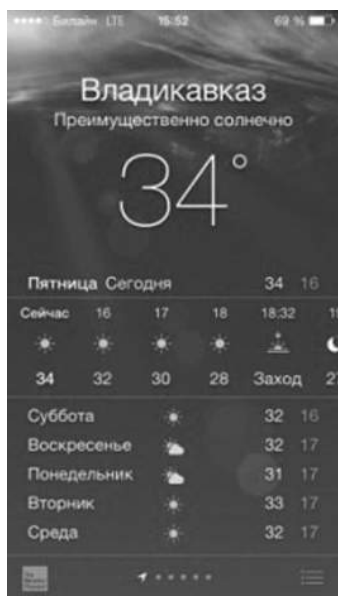 Билайн LTE 15:52 69 %
Владикавказ
Преимущественно солнечно
34°
Пятница Сегодня 34 16
Сейчас 16 17 18 18:32 19
34 32 30 28 Заход 27
Суббота 32 16
Воскресенье 32 17
Понедельник 31 17
Вторник 33 17
Среда 32 17